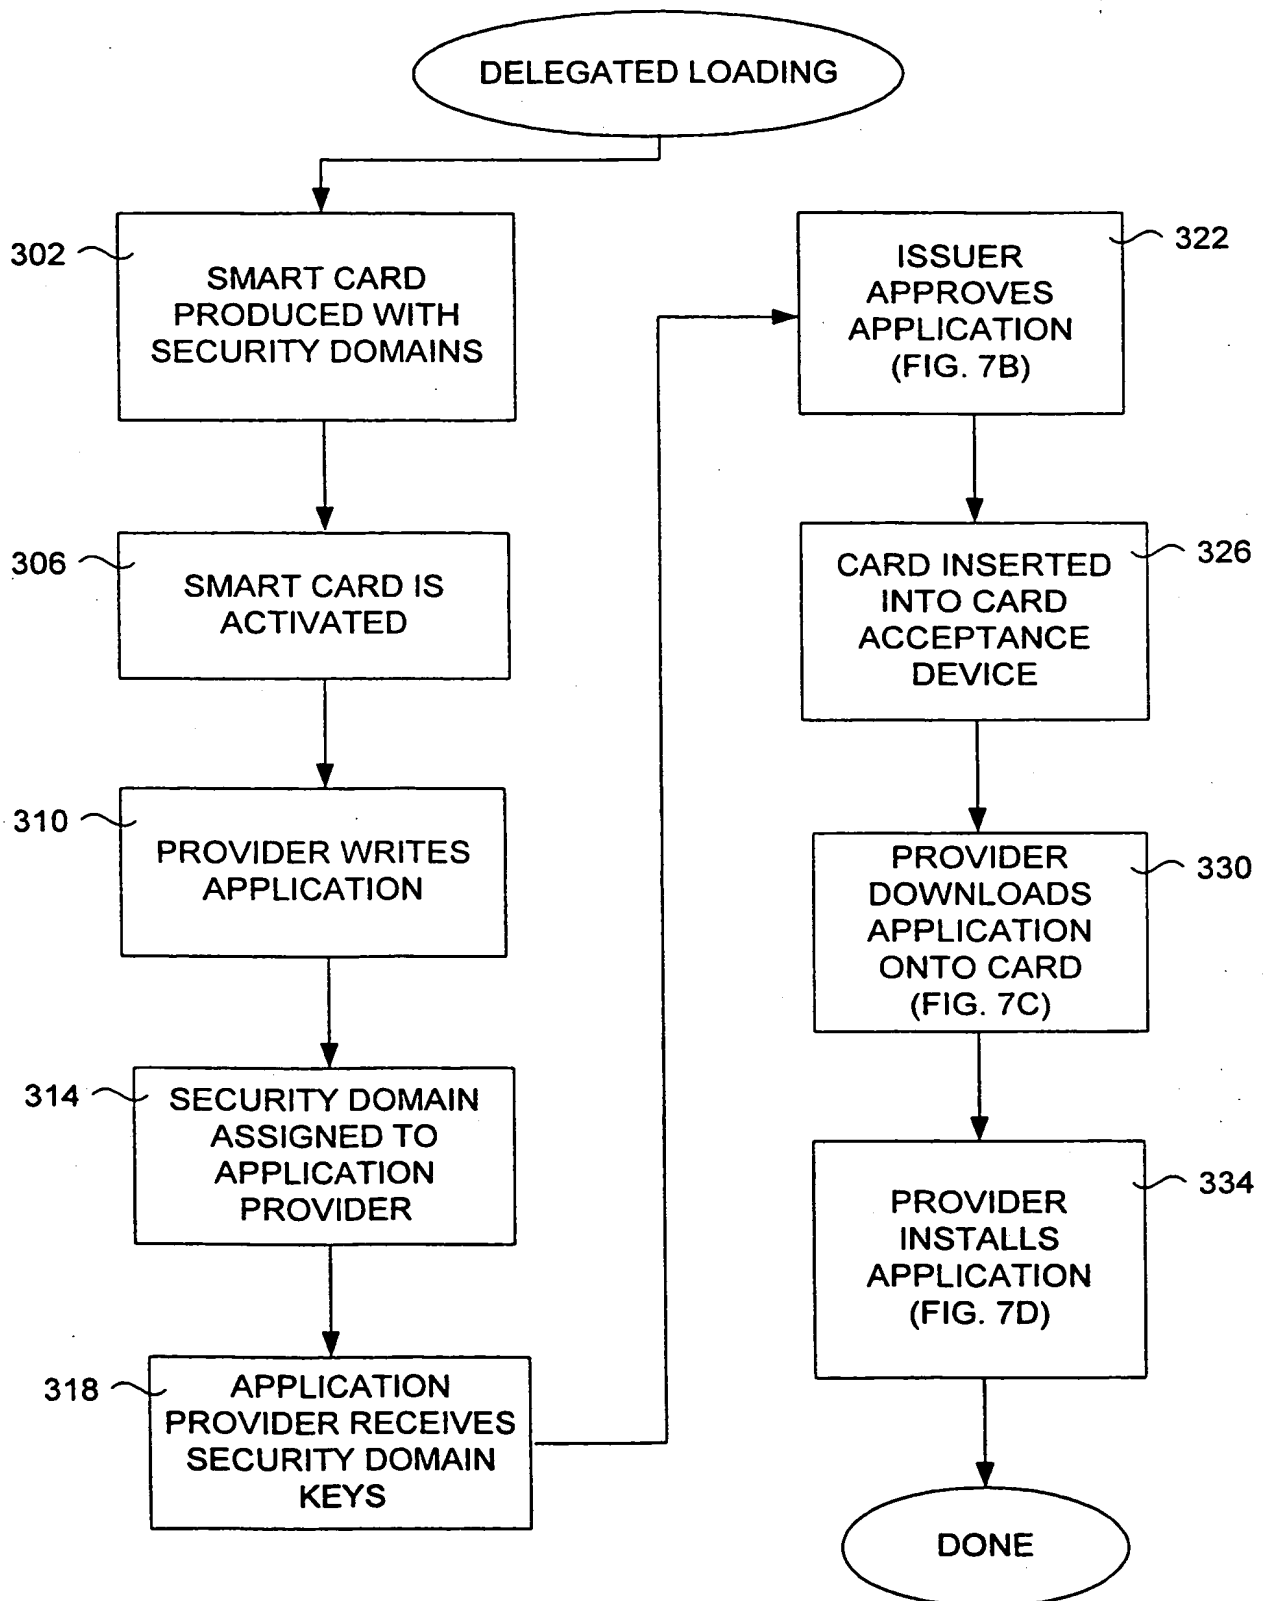 DELEGATED LOADING
302
SMART CARD
PRODUCED WITH
SECURITY DOMAINS
306
SMART CARD IS
ACTIVATED
310
PROVIDER WRITES
APPLICATION
314
SECURITY DOMAIN
ASSIGNED TO
APPLICATION
PROVIDER
318
APPLICATION
PROVIDER RECEIVES
SECURITY DOMAIN
KEYS
322
ISSUER
APPROVES
APPLICATION
(FIG. 7B)
326
CARD INSERTED
INTO CARD
ACCEPTANCE
DEVICE
330
PROVIDER
DOWNLOADS
APPLICATION
ONTO CARD
(FIG. 7C)
334
PROVIDER
INSTALLS
APPLICATION
(FIG. 7D)
DONE